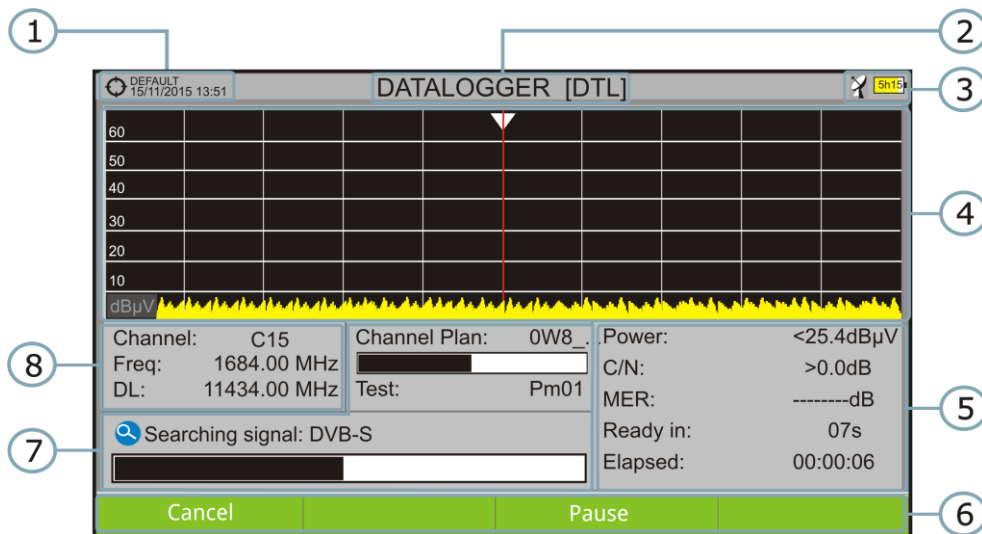 1
2
3
DEFAULT
15/11/2015 13:51
DATALOGGER [DTL]
5h15
60
50
40
30
20
10
dBµV
4
Channel: C15
Freq: 1684.00 MHz
DL: 11434.00 MHz
8
Channel Plan: 0W8_..
Test: Pm01
Power: <25.4dBµV
C/N: >0.0dB
MER: --------dB
Ready in: 07s
Elapsed: 00:00:06
5
7
Searching signal: DVB-S
Cancel
Pause
6